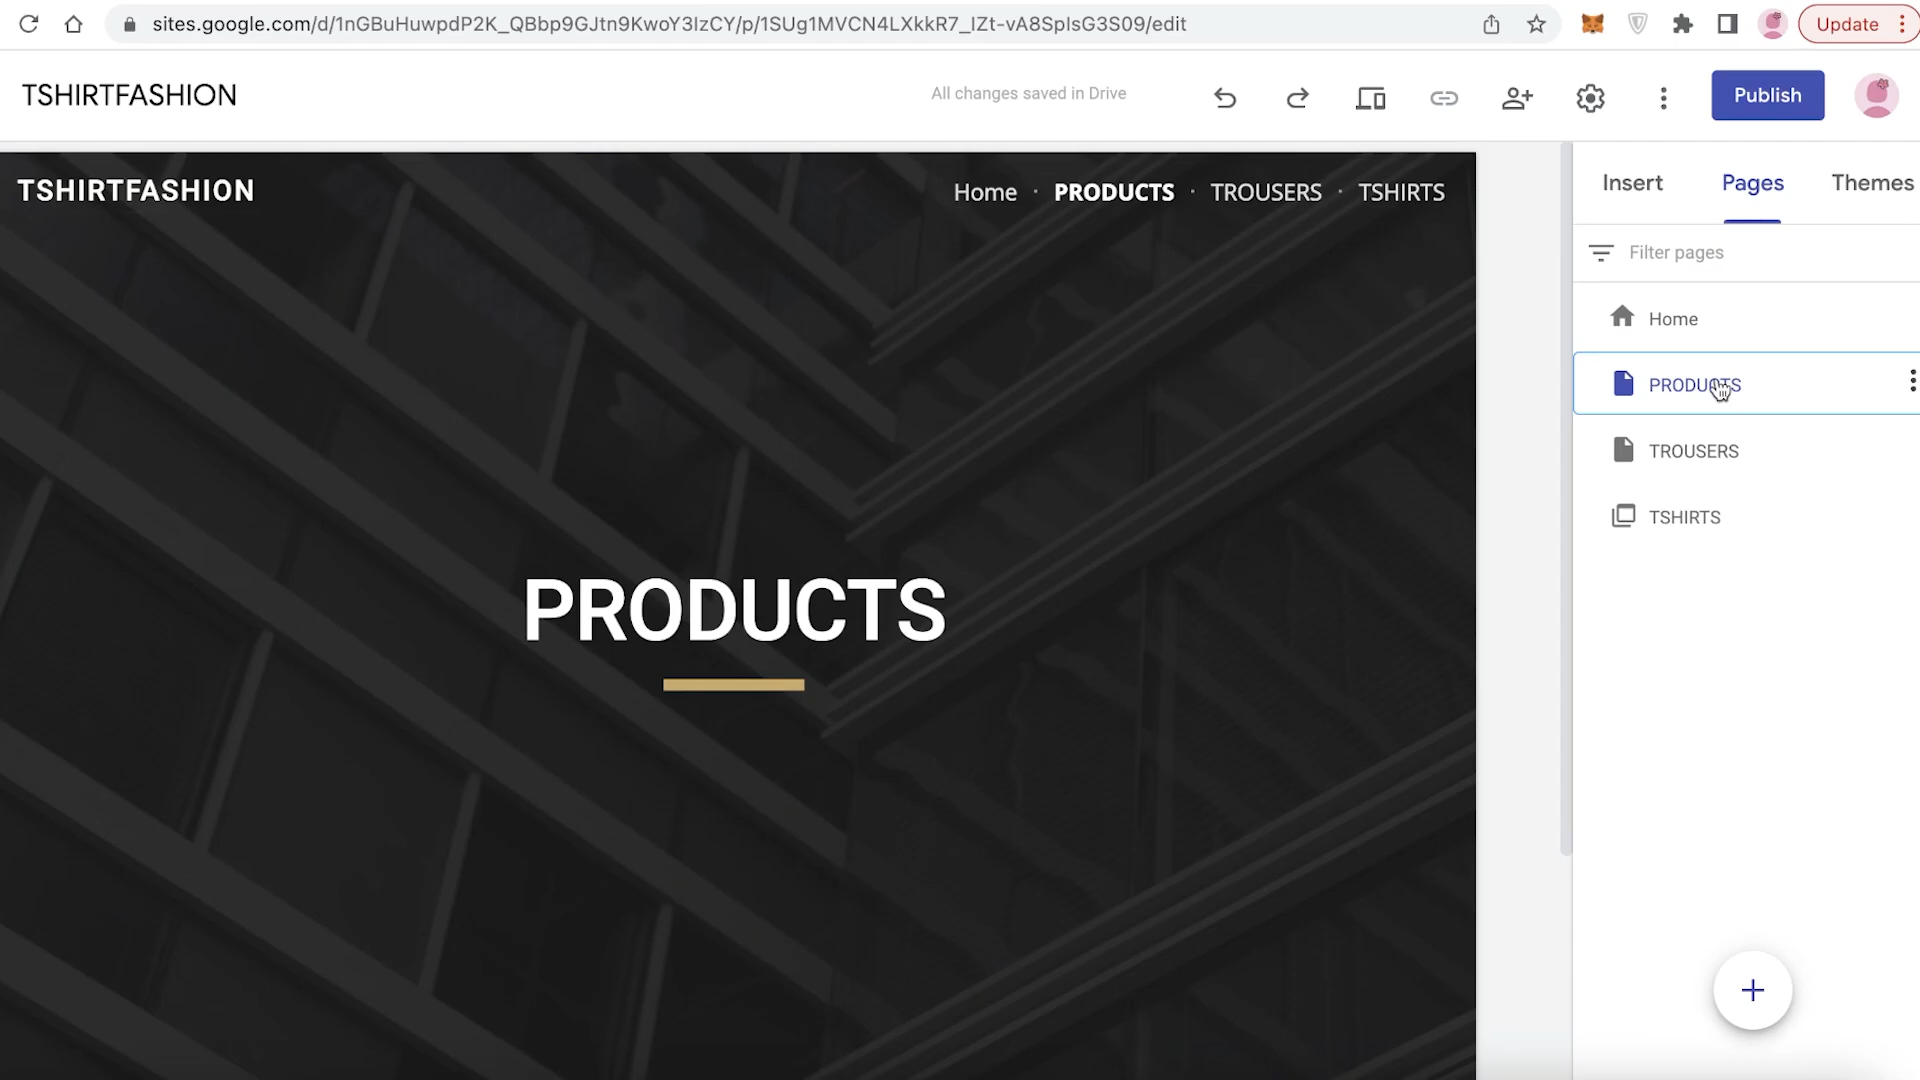 sites.google.com/d/1nGBuHuwpdP2K_QBbp9GJtn9KwoY3IzCY/p/1SUg1MVCN4LXkkR7_IZt-vA8SpIsG3S09/edit
Update
TSHIRTFASHION
All changes saved in Drive
Publish
TSHIRTFASHION
Home · PRODUCTS · TROUSERS · TSHIRTS
PRODUCTS
Insert
Pages
Themes
Filter pages
Home
PRODUCTS
TROUSERS
TSHIRTS